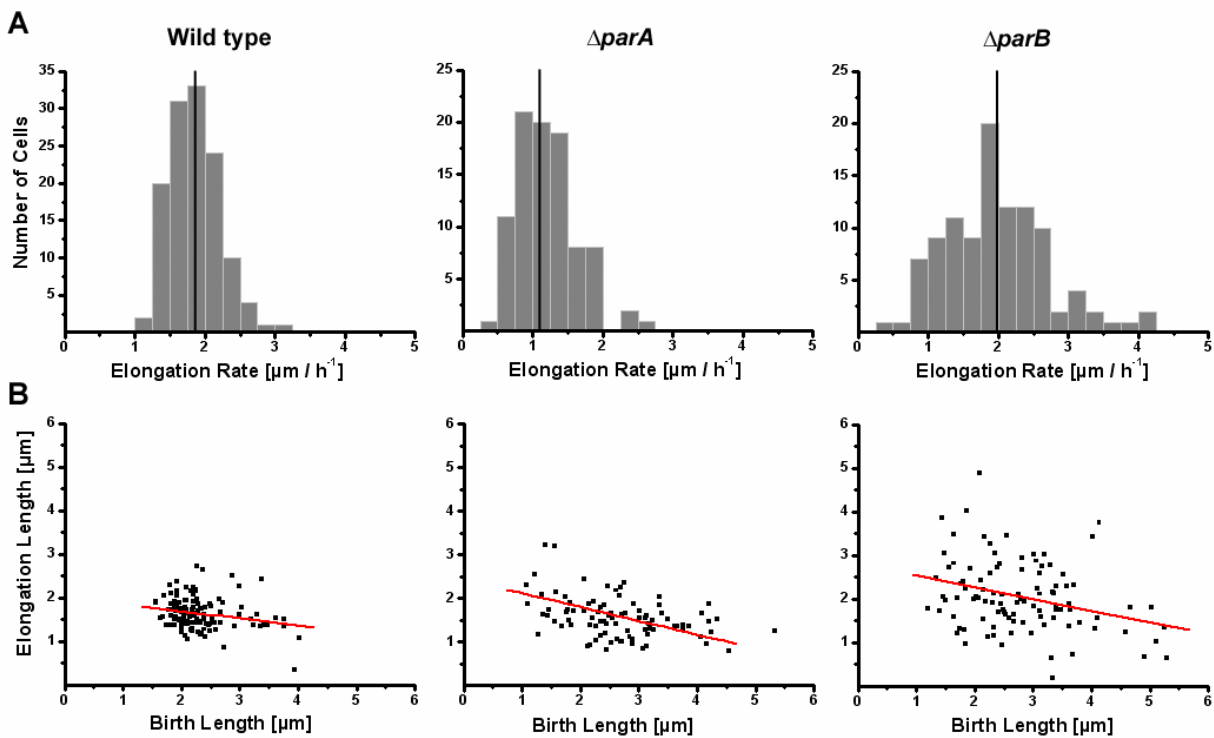 A
Wild type
ΔparA
ΔparB
Number of Cells
35
30
25
20
15
10
5
0 1 2 3 4 5
Elongation Rate [µm / h⁻¹]
25
20
15
10
5
0 1 2 3 4 5
Elongation Rate [µm / h⁻¹]
25
20
15
10
5
0 1 2 3 4 5
Elongation Rate [µm / h⁻¹]
B
Elongation Length [µm]
6
5
4
3
2
1
0 1 2 3 4 5 6
Birth Length [µm]
6
5
4
3
2
1
0 1 2 3 4 5 6
Birth Length [µm]
6
5
4
3
2
1
0 1 2 3 4 5 6
Birth Length [µm]